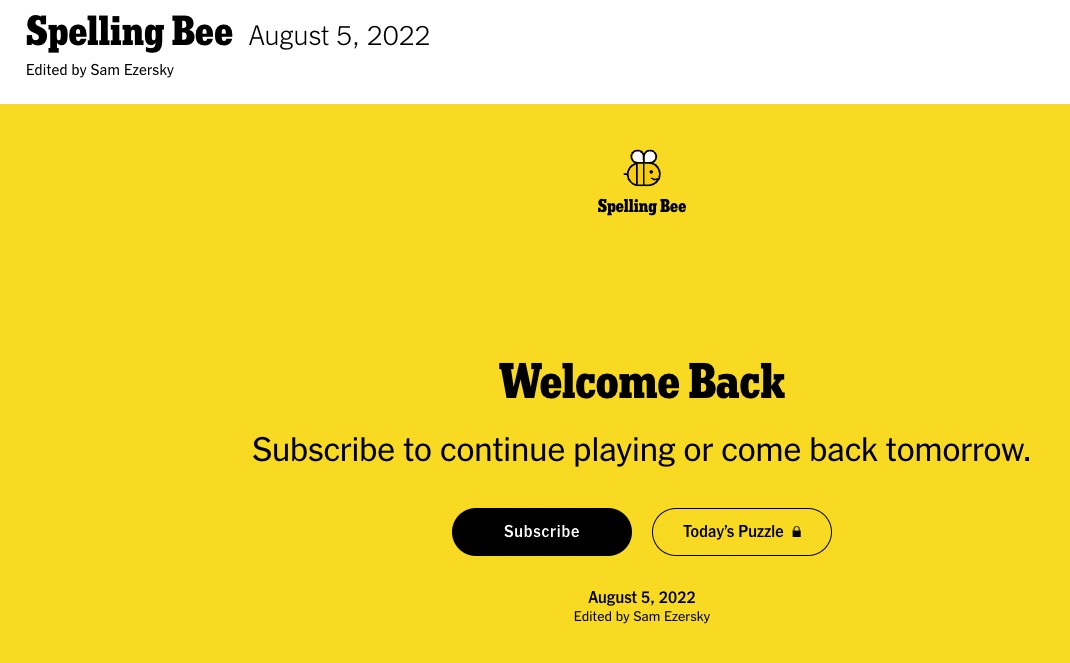 Spelling Bee August 5, 2022
Edited by Sam Ezersky
Spelling Bee
Welcome Back
Subscribe to continue playing or come back tomorrow.
Subscribe Today’s Puzzle
August 5, 2022
Edited by Sam Ezersky